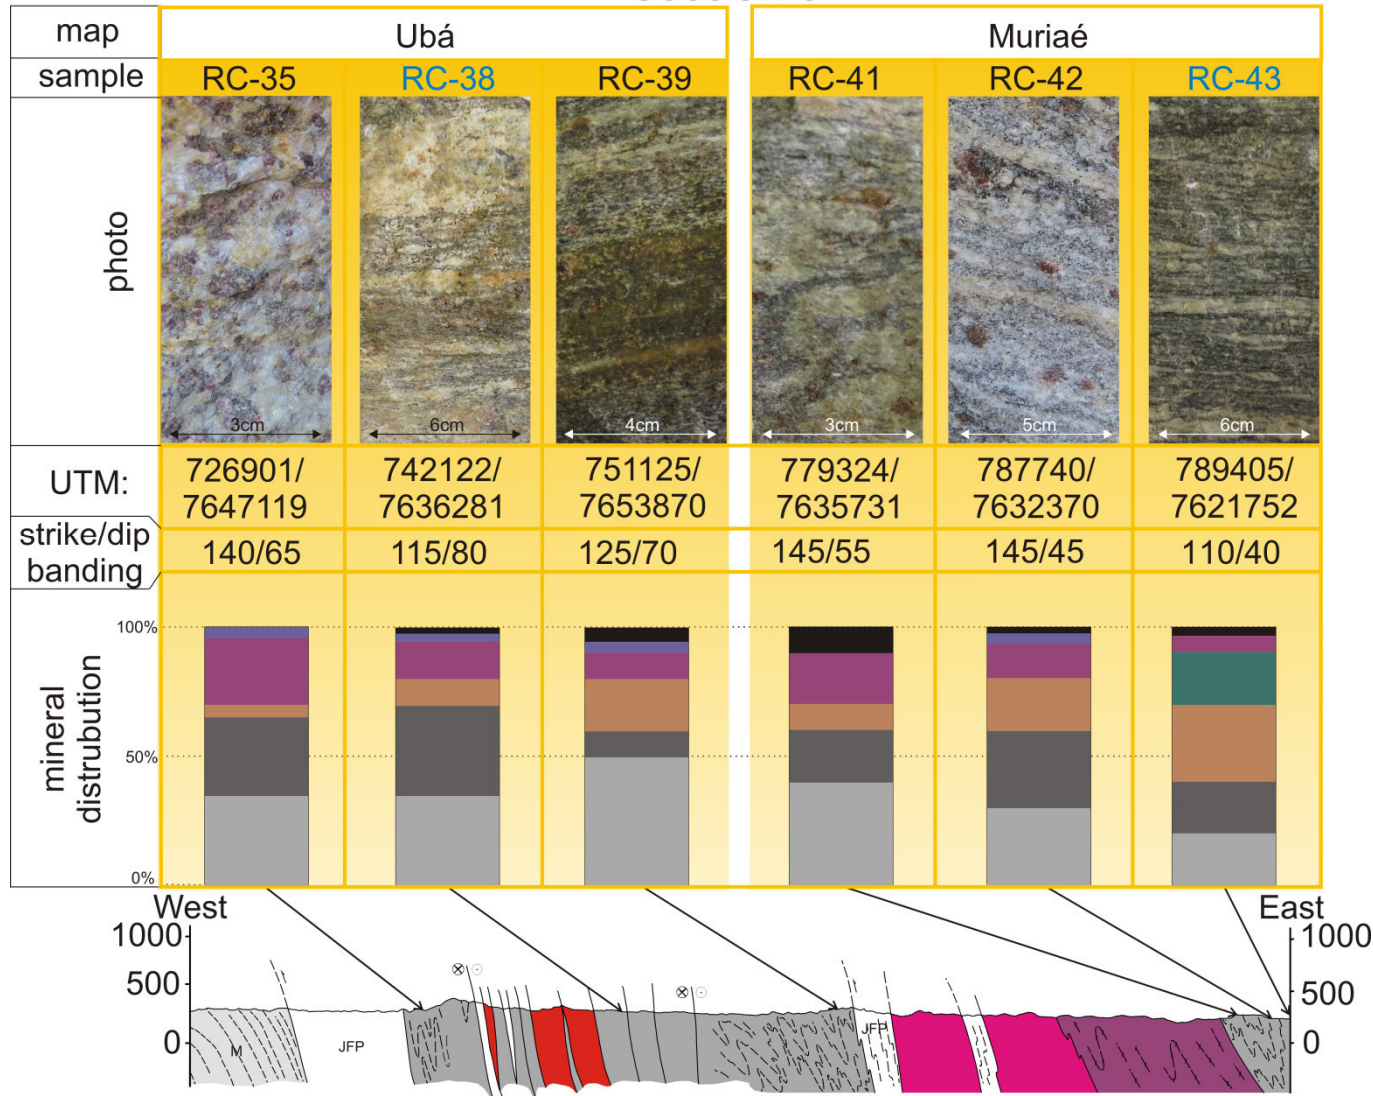 map Ubá Muriaé
sample RC-35 RC-38 RC-39 RC-41 RC-42 RC-43
photo
3cm 6cm 4cm 3cm 5cm 6cm
UTM: 726901/ 742122/ 751125/ 779324/ 787740/ 789405/
7647119 7636281 7653870 7635731 7632370 7621752
strike/dip
banding 140/65 115/80 125/70 145/55 145/45 110/40
mineral
distrubution
100%
50%
0%
West East
1000 1000
500 500
0 0
M JFP JFP